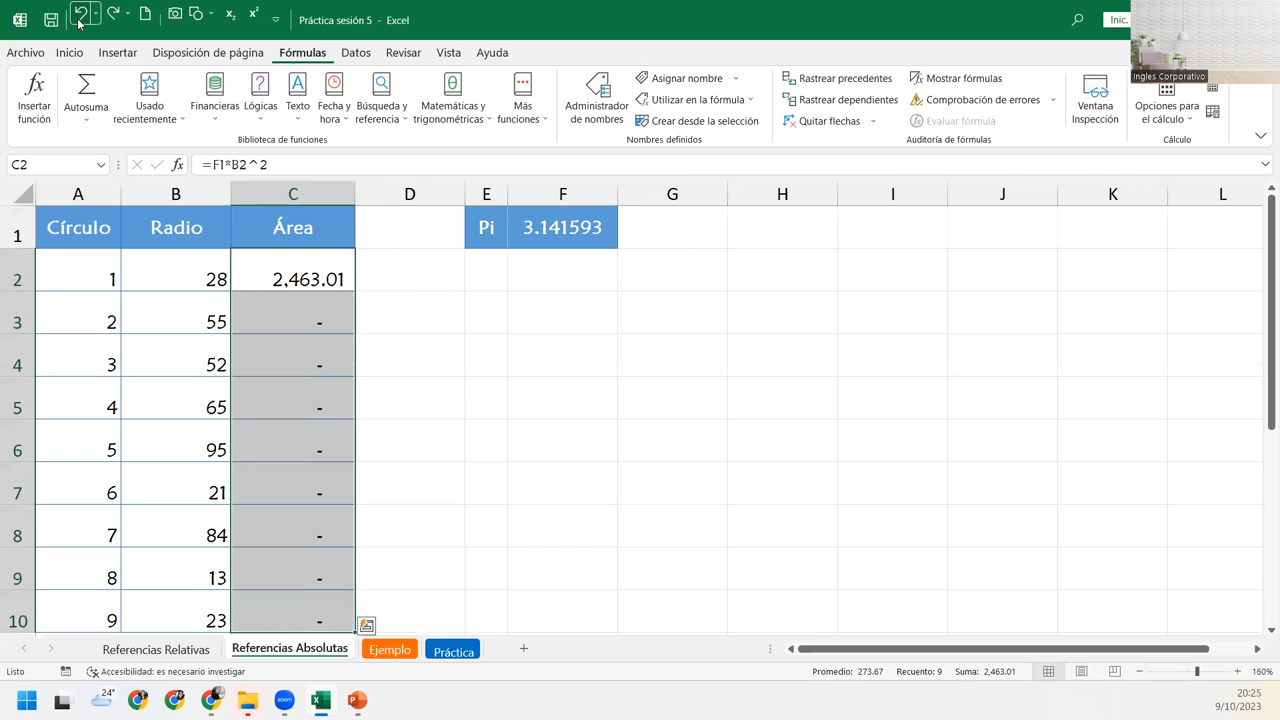 Práctica sesión 5 - Excel
Inic.
Archivo Inicio Insertar Disposición de página Fórmulas Datos Revisar Vista Ayuda
Ingles Corporativo
Insertar función
Autosuma
Usado recientemente
Financieras
Lógicas
Texto
Fecha y hora
Búsqueda y referencia
Matemáticas y trigonométricas
Más funciones
Biblioteca de funciones
Administrador de nombres
Asignar nombre
Utilizar en la fórmula
Crear desde la selección
Nombres definidos
Rastrear precedentes
Rastrear dependientes
Quitar flechas
Mostrar fórmulas
Comprobación de errores
Evaluar fórmula
Auditoría de fórmulas
Ventana Inspección
Opciones para el cálculo
Cálculo
C2 fx =F1*B2^2
A B C D E F G H I J K L
1 Círculo Radio Área Pi 3.141593
2 1 28 2,463.01
3 2 55 -
4 3 52 -
5 4 65 -
6 5 95 -
7 6 21 -
8 7 84 -
9 8 13 -
10 9 23 -
Referencias Relativas Referencias Absolutas Ejemplo Práctica
Listo Accesibilidad: es necesario investigar Promedio: 273.67 Recuento: 9 Suma: 2,463.01 160%
24°
zoom
20:25
9/10/2023